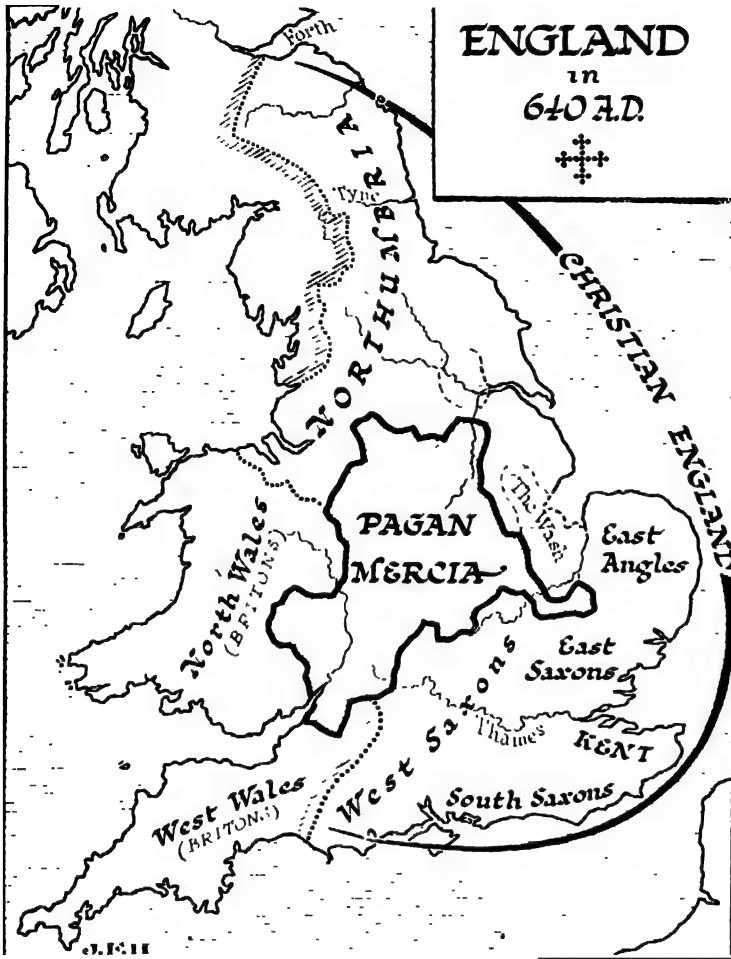 ENGLAND
in
640 A.D.
Forth
Tyne
NORTHUMBERIA
CHRISTIAN ENGLAND
PAGAN
MERCIA
The Wash
East
Angles
North Wales
(BRITONS)
East
Saxons
West Saxons
Thames
KENT
South Saxons
West Wales
(BRITONS)